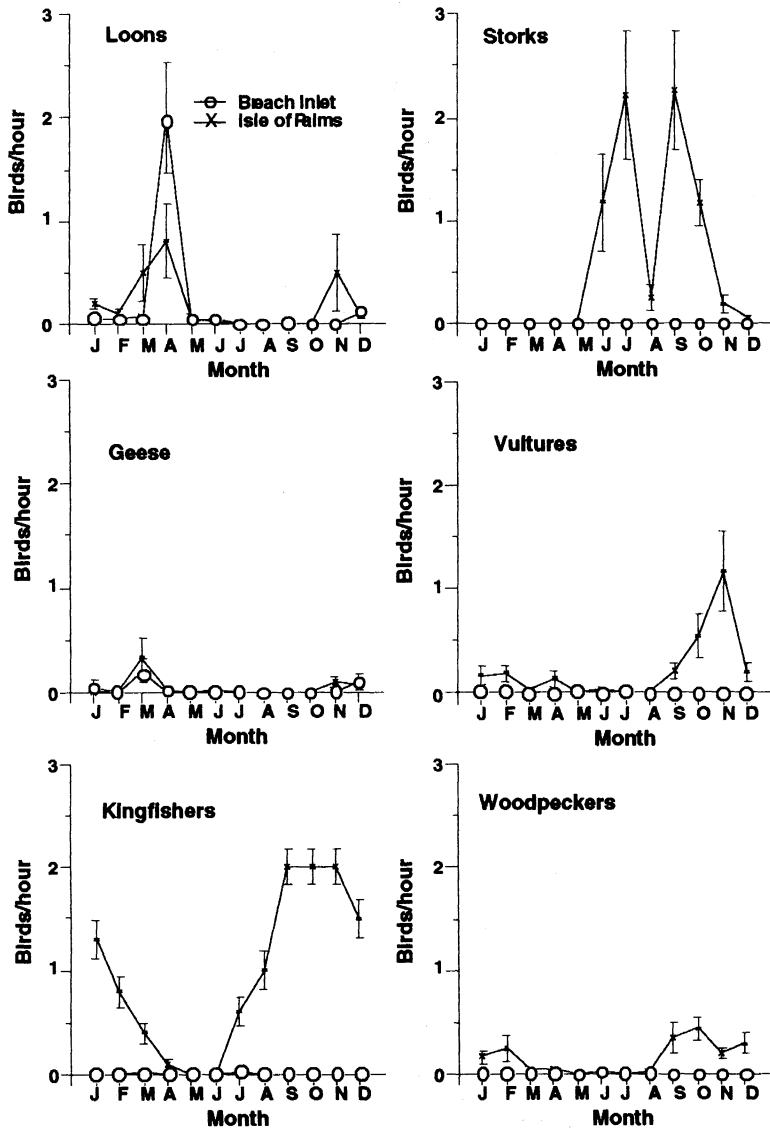 Loons
Breach Inlet
Isle of Palms
Birds/hour
3
2
1
0
J F M A M J J A S O N D
Month
Storks
Birds/hour
3
2
1
0
J F M A M J J A S O N D
Month
Geese
Birds/hour
3
2
1
0
J F M A M J J A S O N D
Month
Vultures
Birds/hour
3
2
1
0
J F M A M J J A S O N D
Month
Kingfishers
Birds/hour
3
2
1
0
J F M A M J J A S O N D
Month
Woodpeckers
Birds/hour
3
2
1
0
J F M A M J J A S O N D
Month